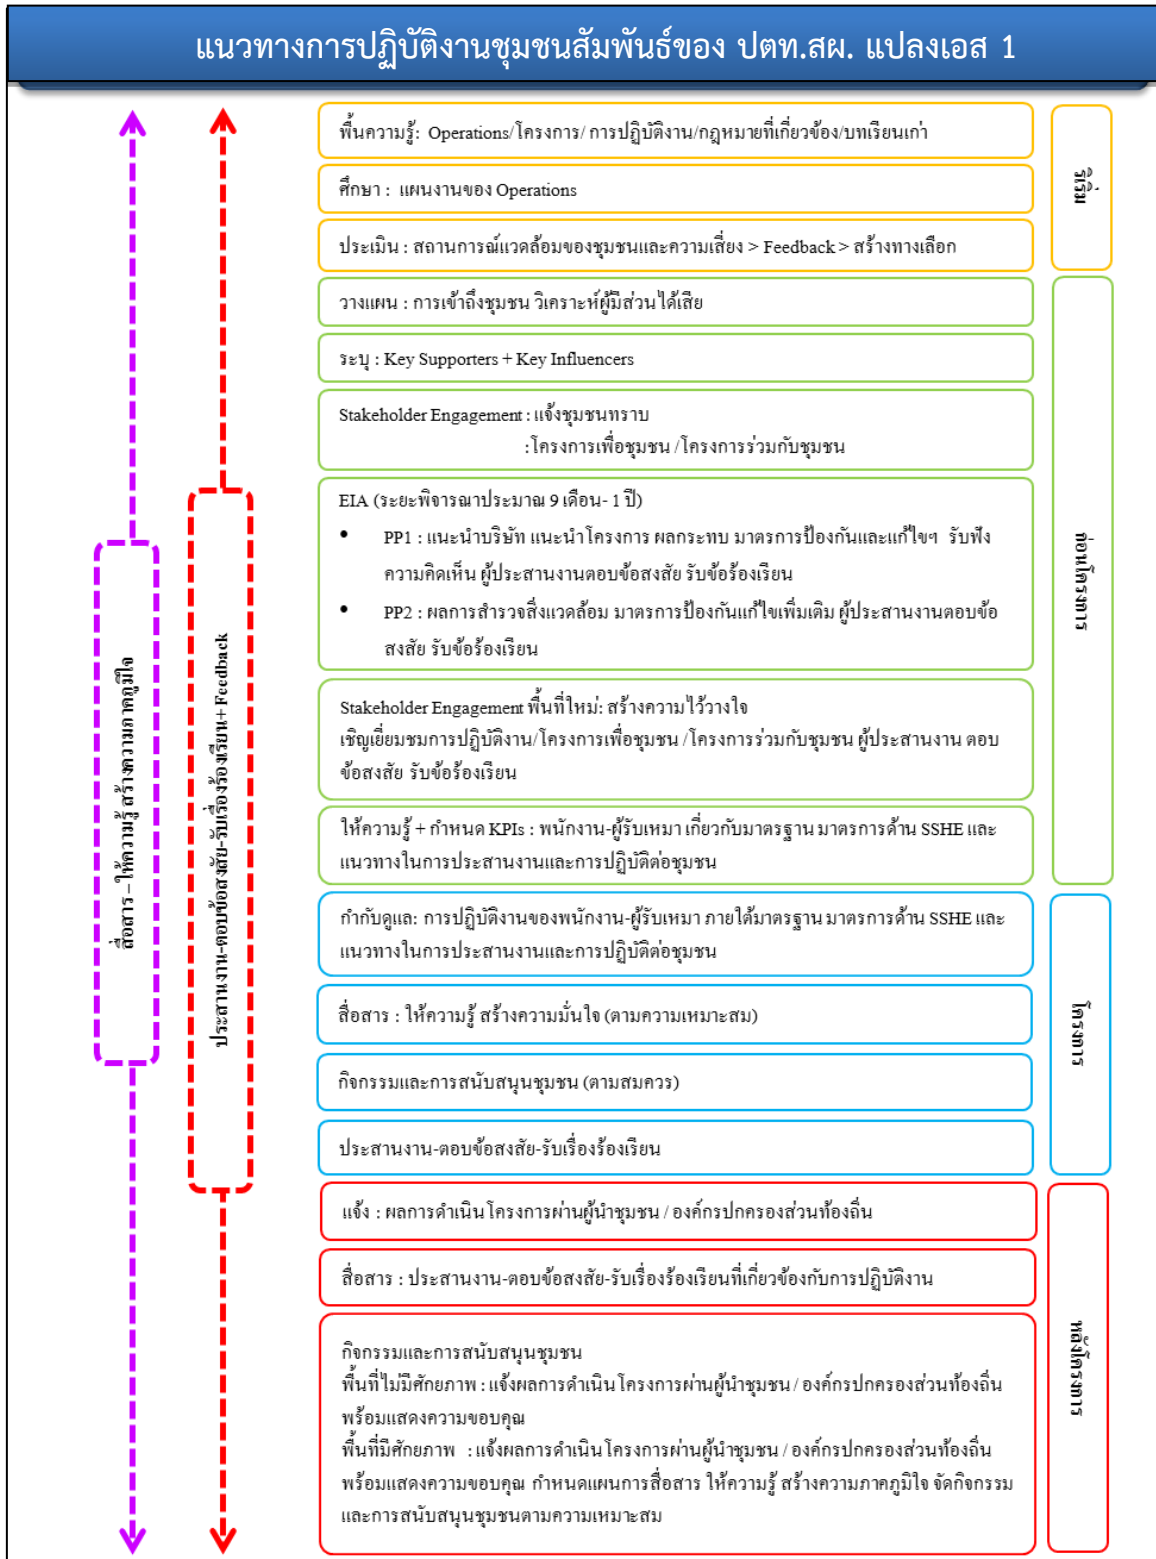 แนวทางการปฏิบัติงานชุมชนสัมพันธ์ของ ปตท.สผ. แปลงเอส 1
สื่อสาร – ให้ความรู้ สร้างความภาคภูมิใจ
ประสานงาน-ตอบข้อสงสัย-รับเรื่องร้องเรียน+ Feedback
พื้นความรู้: Operations/โครงการ/ การปฏิบัติงาน/กฎหมายที่เกี่ยวข้อง/บทเรียนเก่า
ศึกษา : แผนงานของ Operations
ประเมิน : สถานการณ์แวดล้อมของชุมชนและความเสี่ยง > Feedback > สร้างทางเลือก
ริเริ่ม
วางแผน : การเข้าถึงชุมชน วิเคราะห์ผู้มีส่วนได้เสีย
ระบุ : Key Supporters + Key Influencers
Stakeholder Engagement : แจ้งชุมชนทราบ
:โครงการเพื่อชุมชน /โครงการร่วมกับชุมชน
EIA (ระยะพิจารณาประมาณ 9 เดือน- 1 ปี)
• PP1 : แนะนำบริษัท แนะนำโครงการ ผลกระทบ มาตรการป้องกันและแก้ไขฯ รับฟัง
ความคิดเห็น ผู้ประสานงานตอบข้อสงสัย รับข้อร้องเรียน
• PP2 : ผลการสำรวจสิ่งแวดล้อม มาตรการป้องกันแก้ไขเพิ่มเติม ผู้ประสานงานตอบข้อ
สงสัย รับข้อร้องเรียน
Stakeholder Engagement พื้นที่ใหม่: สร้างความไว้วางใจ
เชิญเยี่ยมชมการปฏิบัติงาน/โครงการเพื่อชุมชน /โครงการร่วมกับชุมชน ผู้ประสานงาน ตอบ
ข้อสงสัย รับข้อร้องเรียน
ให้ความรู้ + กำหนด KPIs : พนักงาน-ผู้รับเหมา เกี่ยวกับมาตรฐาน มาตรการด้าน SSHE และ
แนวทางในการประสานงานและการปฏิบัติต่อชุมชน
ก่อนโครงการ
กำกับดูแล: การปฏิบัติงานของพนักงาน-ผู้รับเหมา ภายใต้มาตรฐาน มาตรการด้าน SSHE และ
แนวทางในการประสานงานและการปฏิบัติต่อชุมชน
สื่อสาร : ให้ความรู้ สร้างความมั่นใจ (ตามความเหมาะสม)
กิจกรรมและการสนับสนุนชุมชน (ตามสมควร)
ประสานงาน-ตอบข้อสงสัย-รับเรื่องร้องเรียน
โครงการ
แจ้ง : ผลการดำเนินโครงการผ่านผู้นำชุมชน / องค์กรปกครองส่วนท้องถิ่น
สื่อสาร : ประสานงาน-ตอบข้อสงสัย-รับเรื่องร้องเรียนที่เกี่ยวข้องกับการปฏิบัติงาน
กิจกรรมและการสนับสนุนชุมชน
พื้นที่ไม่มีศักยภาพ : แจ้งผลการดำเนินโครงการผ่านผู้นำชุมชน / องค์กรปกครองส่วนท้องถิ่น
พร้อมแสดงความขอบคุณ
พื้นที่มีศักยภาพ : แจ้งผลการดำเนินโครงการผ่านผู้นำชุมชน / องค์กรปกครองส่วนท้องถิ่น
พร้อมแสดงความขอบคุณ กำหนดแผนการสื่อสาร ให้ความรู้ สร้างความภาคภูมิใจ จัดกิจกรรม
และการสนับสนุนชุมชนตามความเหมาะสม
หลังโครงการ